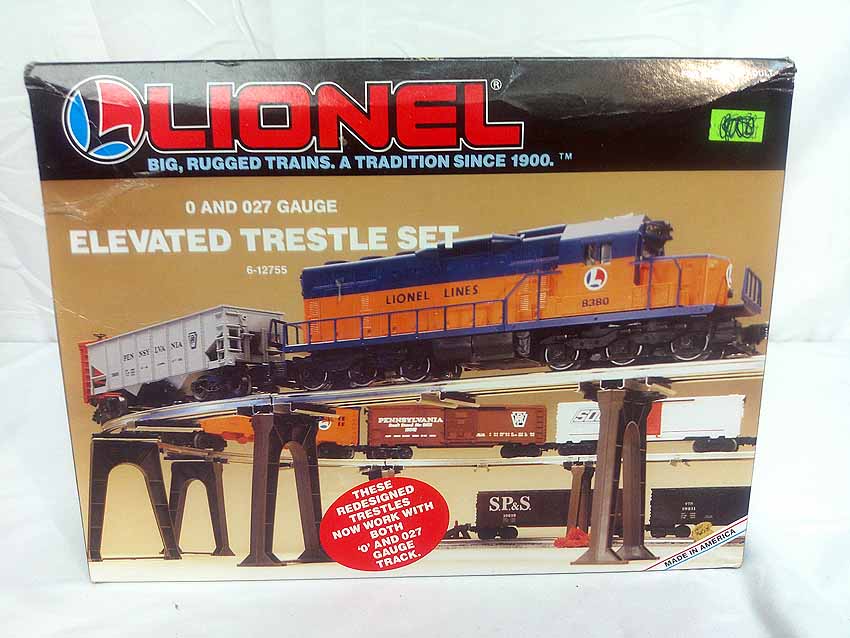 LIONEL®
BIG, RUGGED TRAINS. A TRADITION SINCE 1900. ™
0 AND 027 GAUGE
ELEVATED TRESTLE SET
6-12755
LIONEL LINES
8380
PENNSYLVANIA
PENNSYLVANIA
S.P.&S.
THESE
REDESIGNED
TRESTLES
NOW WORK WITH
BOTH
'0' AND 027
GAUGE
TRACK.
MADE IN AMERICA